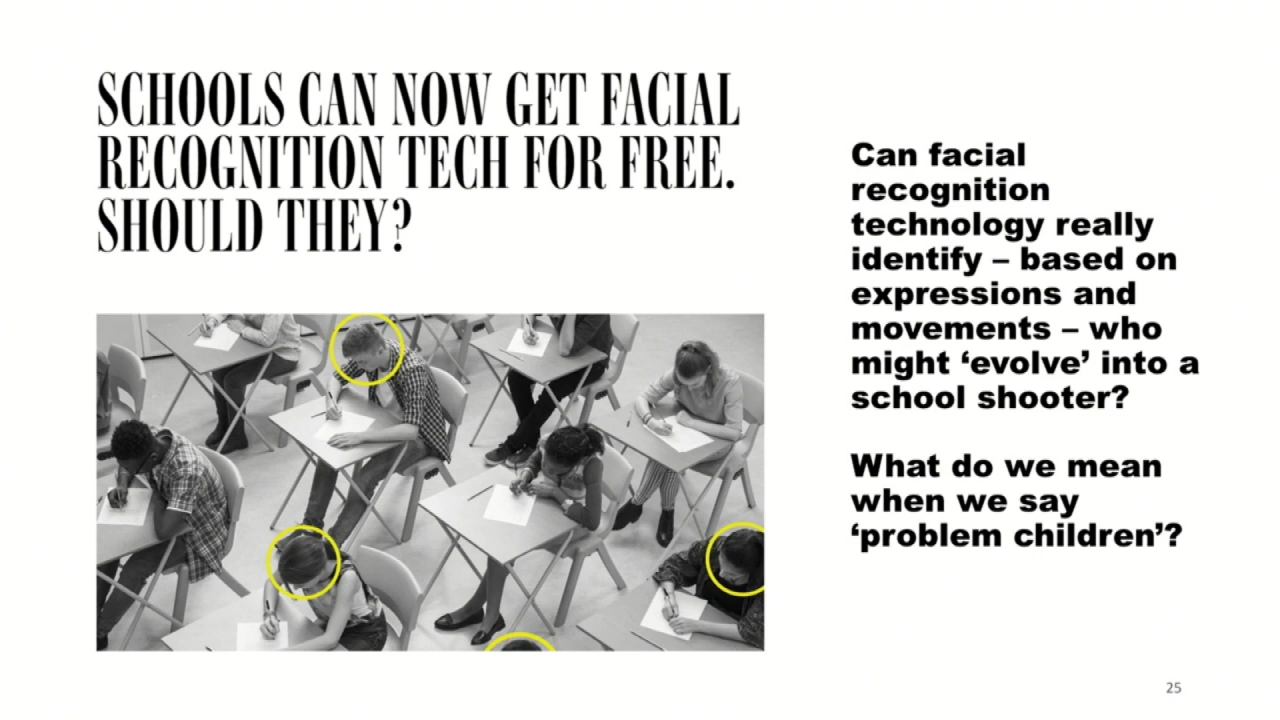 SCHOOLS CAN NOW GET FACIAL
RECOGNITION TECH FOR FREE.
SHOULD THEY?
Can facial
recognition
technology really
identify – based on
expressions and
movements – who
might ‘evolve’ into a
school shooter?
What do we mean
when we say
‘problem children’?
25